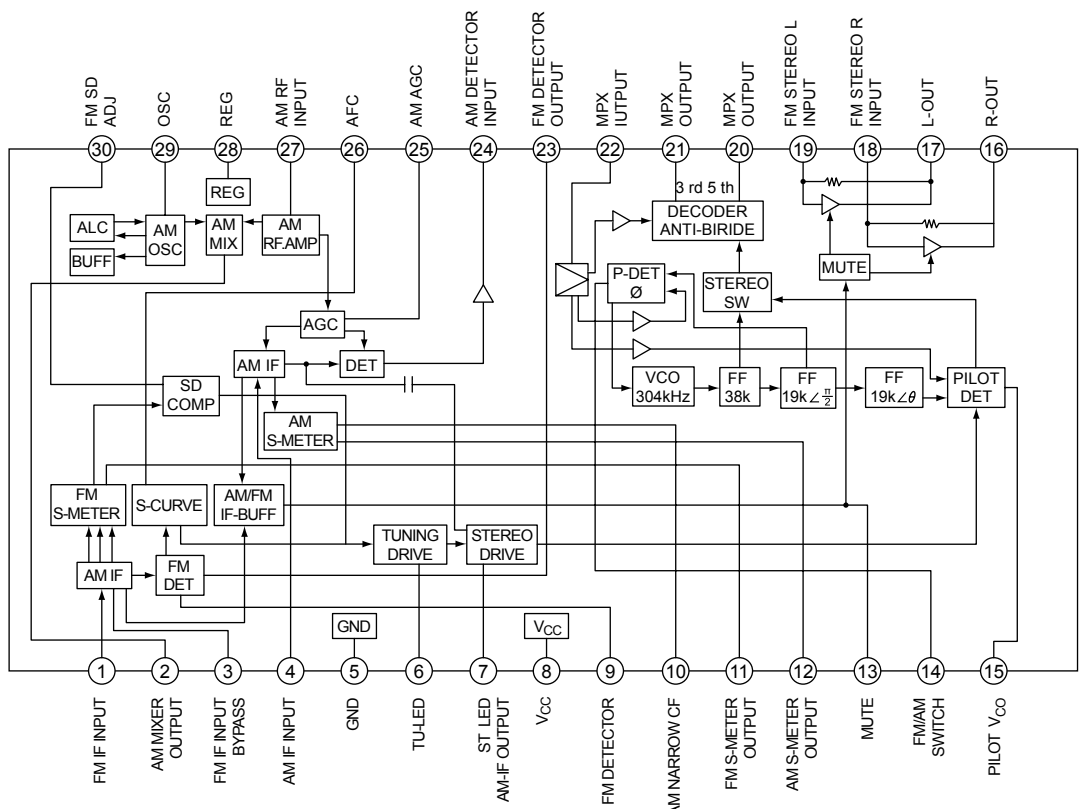 FM SD
ADJ
OSC
REG
AM RF
INPUT
AFC
AM AGC
AM DETECTOR
INPUT
FM DETECTOR
OUTPUT
MPX
IUTPUT
MPX
OUTPUT
MPX
OUTPUT
FM STEREO L
INPUT
FM STEREO R
INPUT
L-OUT
R-OUT
30
29
28
27
26
25
24
23
22
21
20
19
18
17
16
REG
3 rd 5 th
DECODER
ANTI-BIRIDE
ALC
AM
OSC
AM
MIX
AM
RF.AMP
BUFF
P-DET
Ø
STEREO
SW
MUTE
AGC
AM IF
DET
SD
COMP
VCO
304kHz
FF
38k
FF
19k∠π/2
FF
19k∠θ
PILOT
DET
AM
S-METER
FM
S-METER
S-CURVE
AM/FM
IF-BUFF
TUNING
DRIVE
STEREO
DRIVE
AM IF
FM
DET
GND
VCC
1
2
3
4
5
6
7
8
9
10
11
12
13
14
15
FM IF INPUT
AM MIXER
OUTPUT
FM IF INPUT
BYPASS
AM IF INPUT
GND
TU-LED
ST LED
AM-IF OUTPUT
VCC
FM DETECTOR
AM NARROW CF
FM S-METER OUTPUT
AM S-METER
OUTPUT
MUTE
FM/AM
SWITCH
PILOT VCO